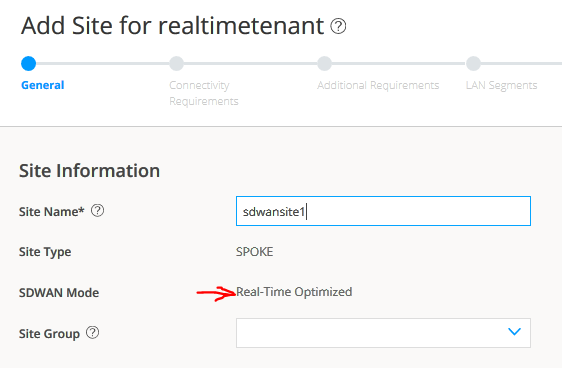 Add Site for realtimetenant ?
General
Connectivity
Requirements
Additional Requirements
LAN Segments
Site Information
Site Name* ?
sdwansite1
Site Type
SPOKE
SDWAN Mode
Real-Time Optimized
Site Group ?